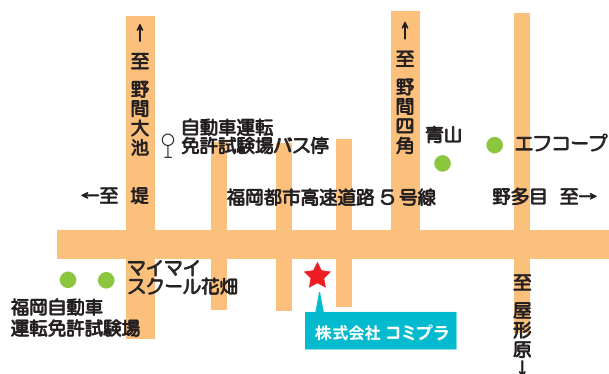 ↑
至 野間大池
↑
至 野間四角
自動車運転
免許試験場バス停
青山
エフコープ
←至 堤
福岡都市高速道路5号線
野多目 至→
マイマイ
スクール花畑
福岡自動車
運転免許試験場
株式会社 コミプラ
至 屋形原
↓